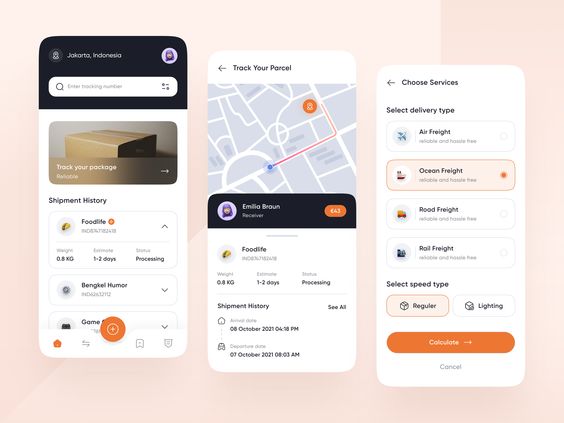 Jakarta, Indonesia
Enter tracking number
Track your package
Reliable
Shipment History
Foodlife
IND8747182418
Weight
Estimate
Status
0.8 KG
1-2 days
Processing
Bengkel Humor
IND62632112
Game
Track Your Parcel
Emilia Braun
Receiver
€43
Foodlife
IND8747182418
Weight
Estimate
Status
0.8 KG
1-2 days
Processing
Shipment History
See All
Arrival date
08 October 2021 04:18 PM
Departure date
07 October 2021 08:03 AM
Choose Services
Select delivery type
Air Freight
reliable and hassle free
Ocean Freight
reliable and hassle free
Road Freight
reliable and hassle free
Rail Freight
reliable and hassle free
Select speed type
Reguler
Lighting
Calculate
Cancel